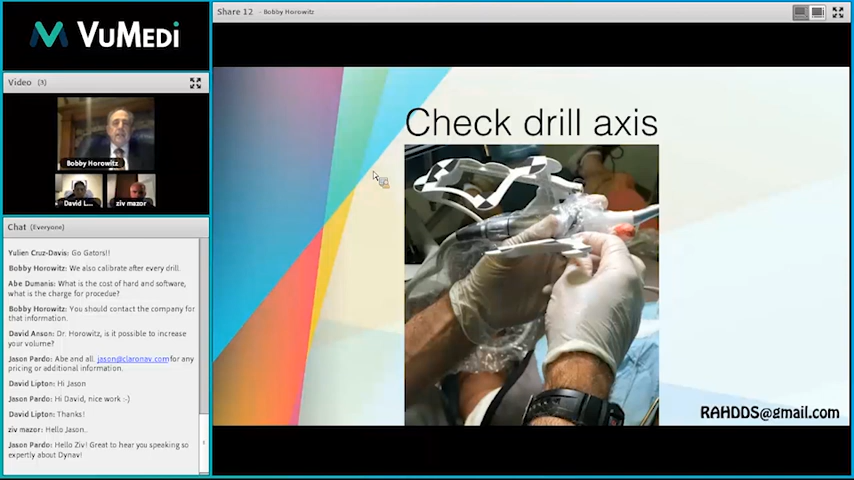 VuMedi
Share 12 - Bobby Horowitz
Video (3)
Bobby Horowitz
David L...
ziv mazor
Chat (Everyone)
Yulien Cruz-Davis: Go Gators!!
Bobby Horowitz: We also calibrate after every drill.
Abe Dumanis: What is the cost of hard and software,
what is the charge for procedue?
Bobby Horowitz: You should contact the company for
that information.
David Anson: Dr. Horowitz, is it possible to increase
your volume?
Jason Pardo: Abe and all. jason@claronav.com for any
pricing or additional information.
David Lipton: Hi Jason
Jason Pardo: Hi David, nice work :-)
David Lipton: Thanks!
ziv mazor: Hello Jason..
Jason Pardo: Hello Ziv! Great to hear you speaking so
expertly about Dynav!
Check drill axis
RAHDDS@gmail.com